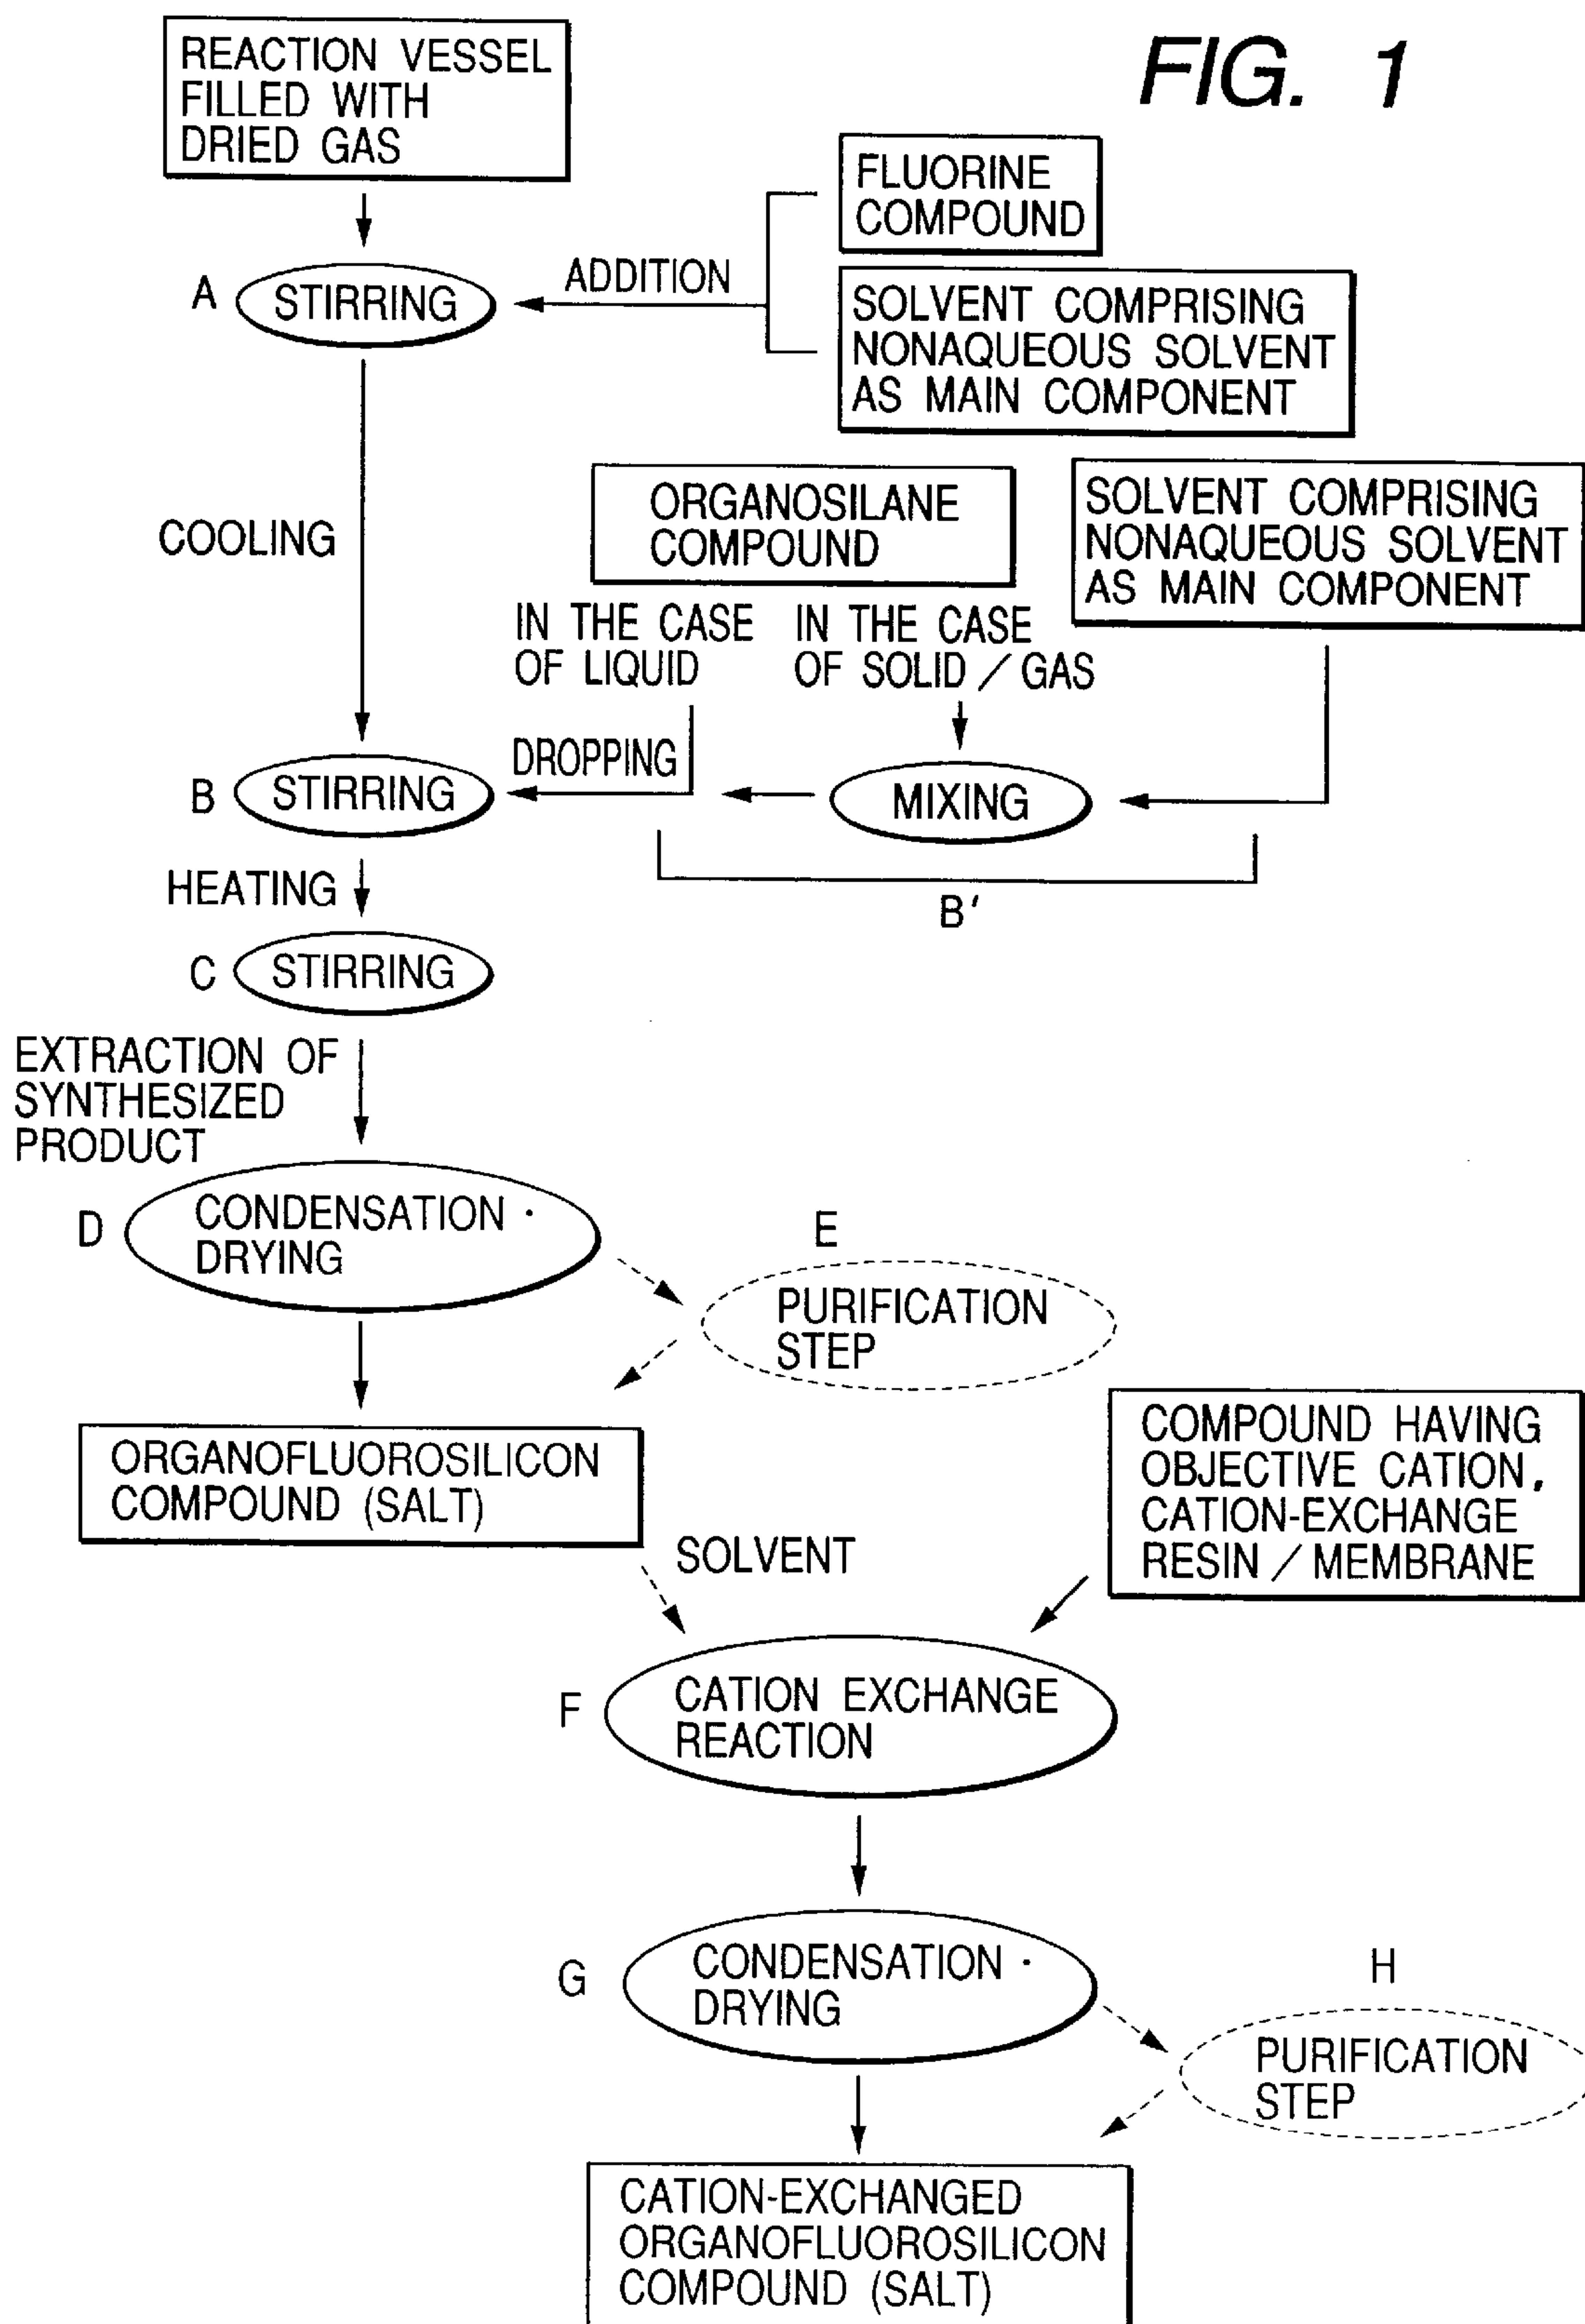 FIG. 1
REACTION VESSEL
FILLED WITH
DRIED GAS
FLUORINE
COMPOUND
A
STIRRING
ADDITION
SOLVENT COMPRISING
NONAQUEOUS SOLVENT
AS MAIN COMPONENT
COOLING
ORGANOSILANE
COMPOUND
SOLVENT COMPRISING
NONAQUEOUS SOLVENT
AS MAIN COMPONENT
IN THE CASE
OF LIQUID
IN THE CASE
OF SOLID / GAS
DROPPING
B
STIRRING
MIXING
HEATING
B'
C
STIRRING
EXTRACTION OF
SYNTHESIZED
PRODUCT
D
CONDENSATION ·
DRYING
E
PURIFICATION
STEP
ORGANOFLUOROSILICON
COMPOUND (SALT)
COMPOUND HAVING
OBJECTIVE CATION,
CATION-EXCHANGE
RESIN / MEMBRANE
SOLVENT
F
CATION EXCHANGE
REACTION
G
CONDENSATION ·
DRYING
H
PURIFICATION
STEP
CATION-EXCHANGED
ORGANOFLUOROSILICON
COMPOUND (SALT)